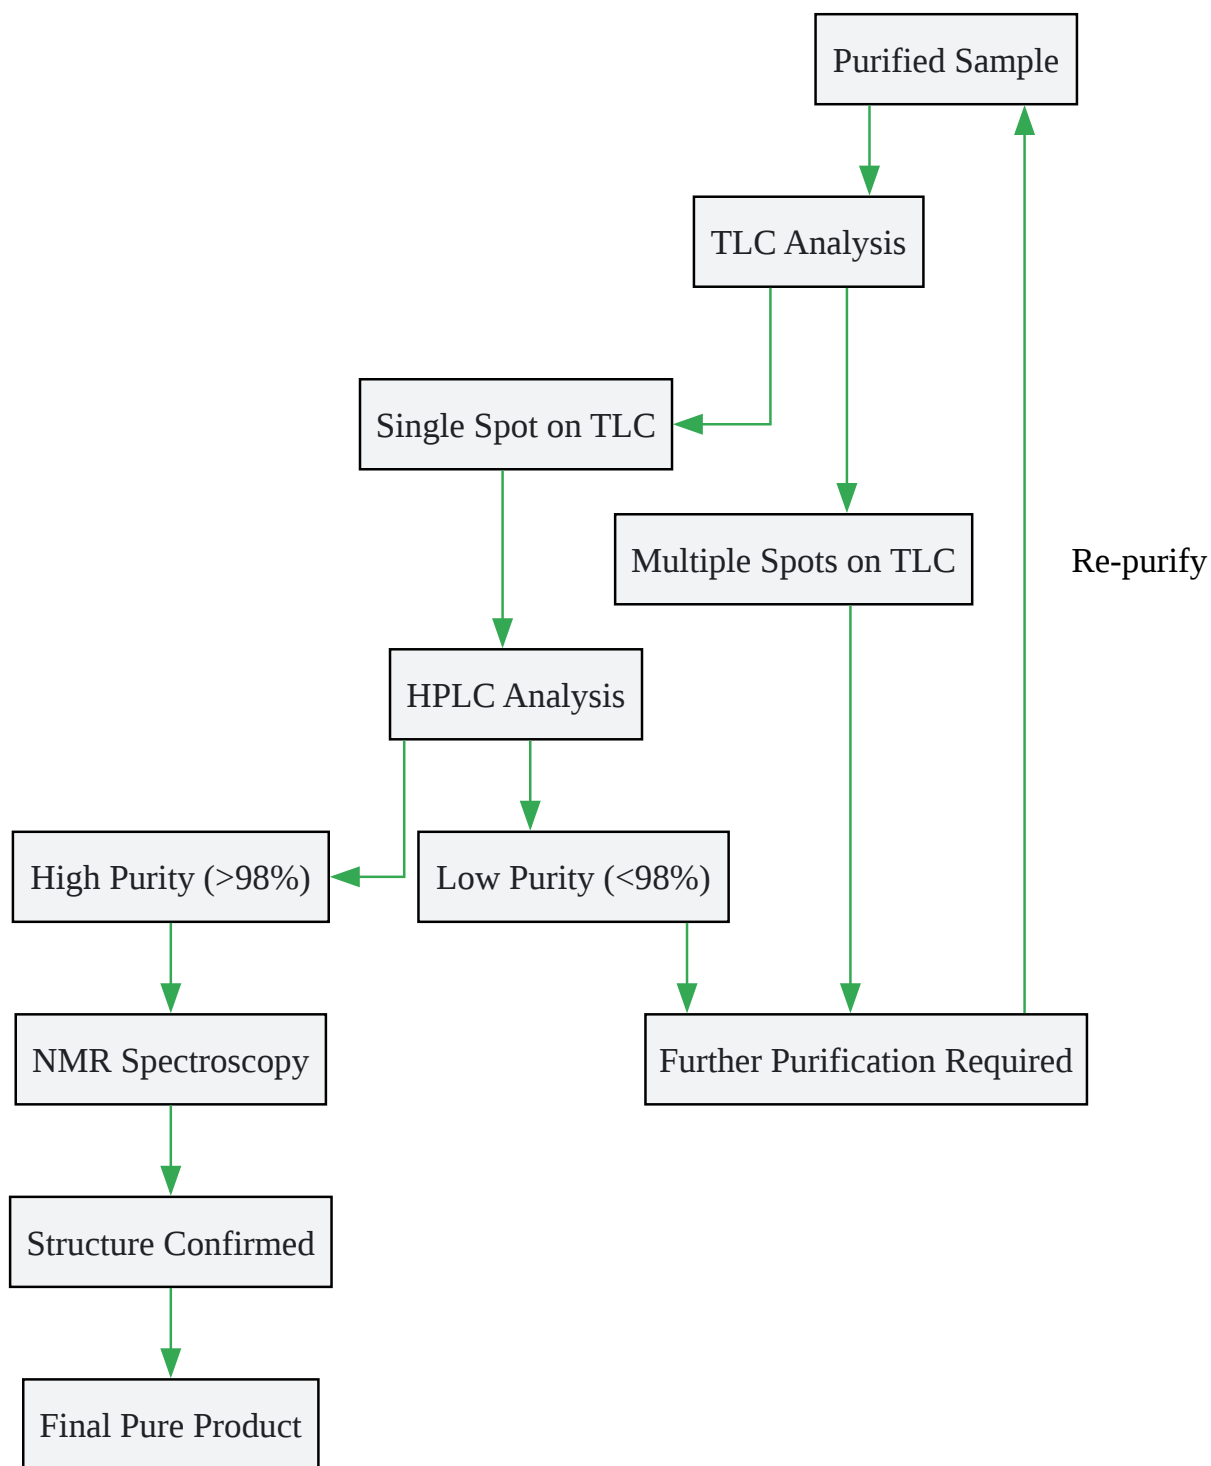 Purified Sample
TLC Analysis
Single Spot on TLC
Multiple Spots on TLC
Re-purify
HPLC Analysis
High Purity (>98%)
Low Purity (<98%)
NMR Spectroscopy
Further Purification Required
Structure Confirmed
Final Pure Product